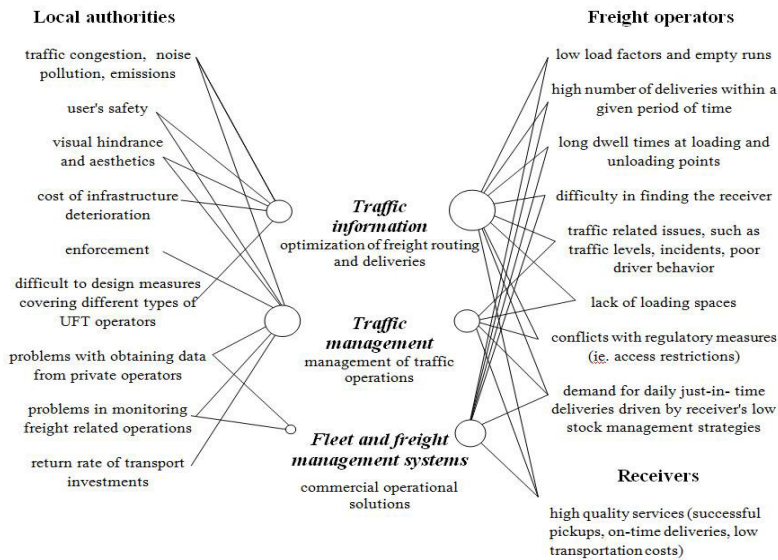 Local authorities
traffic congestion, noise
pollution, emissions
user's safety
visual hindrance
and aesthetics
cost of infrastructure
deterioration
enforcement
difficult to design measures
covering different types of
UFT operators
problems with obtaining data
from private operators
problems in monitoring
freight related operations
return rate of transport
investments
Traffic
information
optimization of freight routing
and deliveries
Traffic
management
management of traffic
operations
Fleet and freight
management systems
commercial operational
solutions
Freight operators
low load factors and empty runs
high number of deliveries within a
given period of time
long dwell times at loading and
unloading points
difficulty in finding the receiver
traffic related issues, such as
traffic levels, incidents, poor
driver behavior
lack of loading spaces
conflicts with regulatory measures
(ie. access restrictions)
demand for daily just-in- time
deliveries driven by receiver's low
stock management strategies
Receivers
high quality services (successful
pickups, on-time deliveries, low
transportation costs)